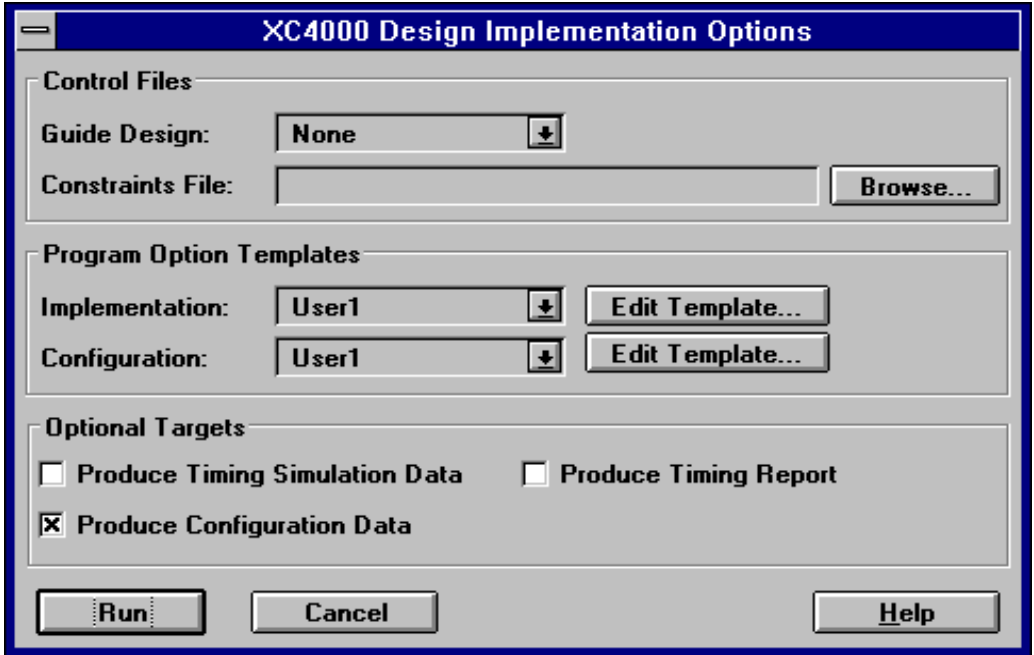 XC4000 Design Implementation Options
Control Files
Guide Design: None
Constraints File: Browse...
Program Option Templates
Implementation: User1 Edit Template...
Configuration: User1 Edit Template...
Optional Targets
Produce Timing Simulation Data Produce Timing Report
Produce Configuration Data
Run Cancel Help